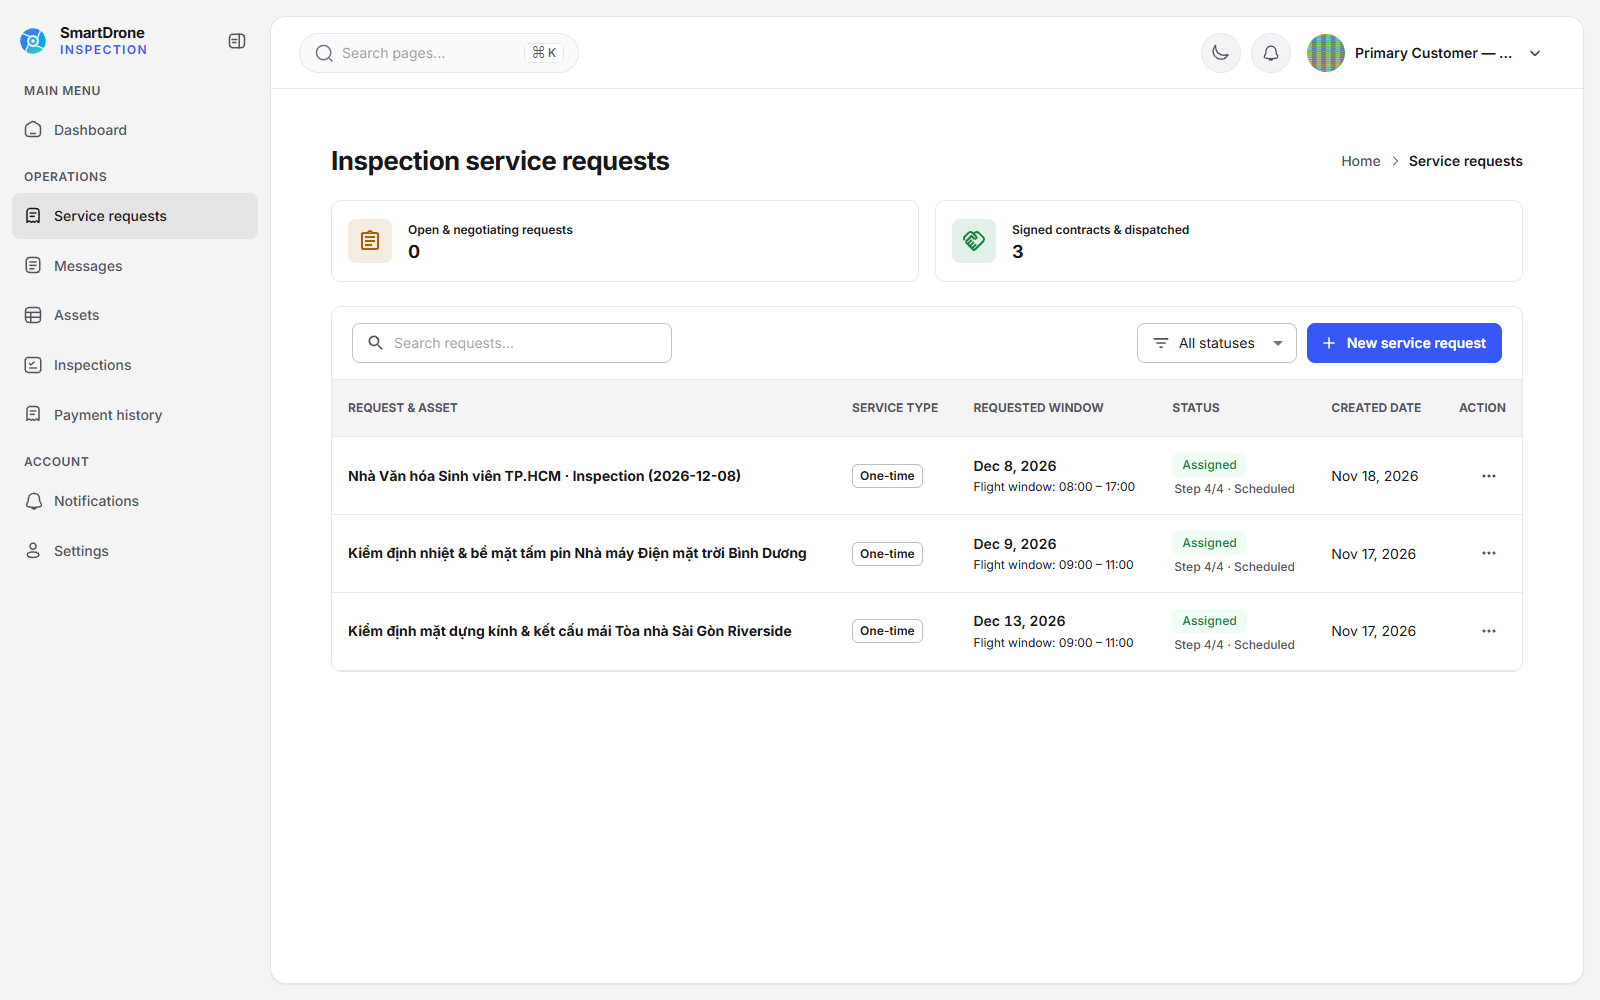 SmartDrone
INSPECTION
MAIN MENU
Dashboard
OPERATIONS
Service requests
Messages
Assets
Inspections
Payment history
ACCOUNT
Notifications
Settings
Search pages...
⌘ K
Primary Customer — ...
Inspection service requests
Home > Service requests
Open & negotiating requests
0
Signed contracts & dispatched
3
Search requests...
All statuses
+ New service request
REQUEST & ASSET SERVICE TYPE REQUESTED WINDOW STATUS CREATED DATE ACTION
Nhà Văn hóa Sinh viên TP.HCM · Inspection (2026-12-08)
One-time
Dec 8, 2026
Flight window: 08:00 – 17:00
Assigned
Step 4/4 · Scheduled
Nov 18, 2026
Kiểm định nhiệt & bề mặt tấm pin Nhà máy Điện mặt trời Bình Dương
One-time
Dec 9, 2026
Flight window: 09:00 – 11:00
Assigned
Step 4/4 · Scheduled
Nov 17, 2026
Kiểm định mặt dựng kính & kết cấu mái Tòa nhà Sài Gòn Riverside
One-time
Dec 13, 2026
Flight window: 09:00 – 11:00
Assigned
Step 4/4 · Scheduled
Nov 17, 2026